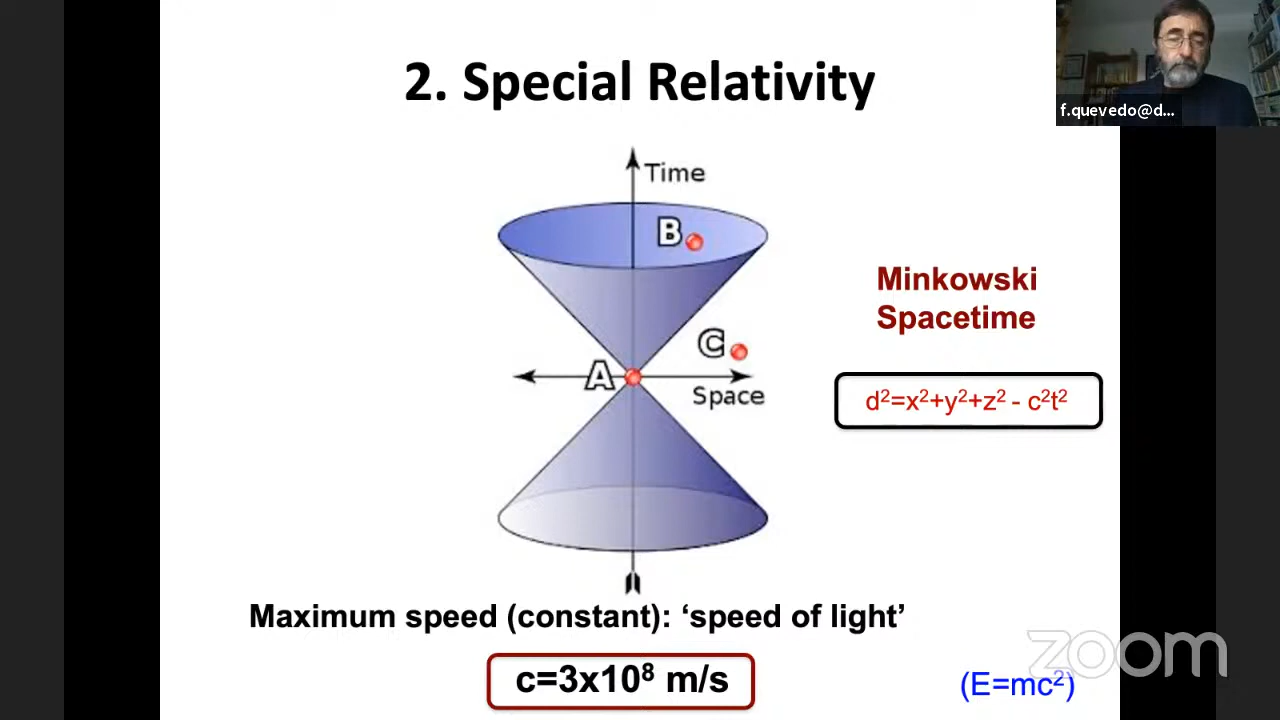 2. Special Relativity
f.quevedo@d...
Time
B
Minkowski
Spacetime
C
A
Space
d²=x²+y²+z² - c²t²
Maximum speed (constant): ‘speed of light’
c=3x10⁸ m/s
(E=mc²)
zoom